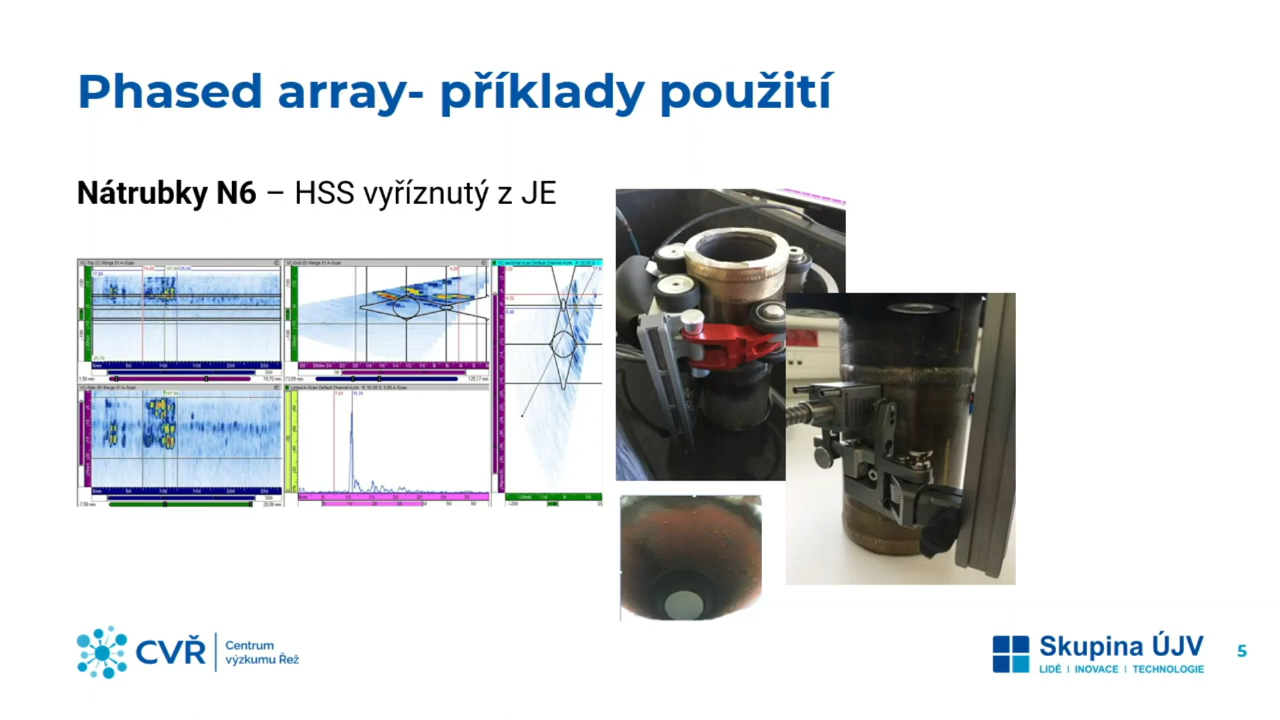 Phased array- příklady použití
Nátrubky N6 – HSS vyříznutý z JE
CVŘ
Centrum
výzkumu Řež
Skupina ÚJV
LIDÉ | INOVACE | TECHNOLOGIE
5